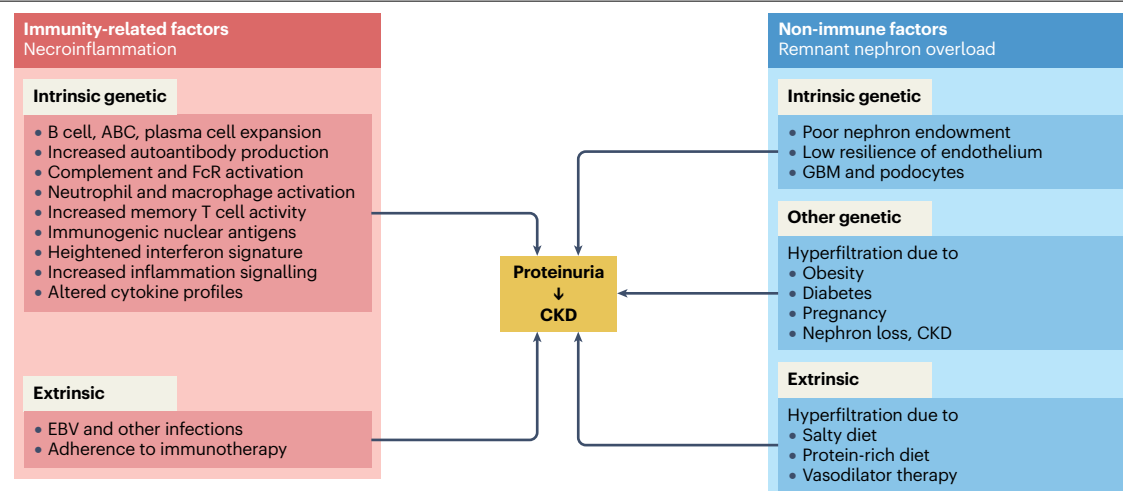 Immunity-related factors
Necroinflammation
Intrinsic genetic
• B cell, ABC, plasma cell expansion
• Increased autoantibody production
• Complement and FcR activation
• Neutrophil and macrophage activation
• Increased memory T cell activity
• Immunogenic nuclear antigens
• Heightened interferon signature
• Increased inflammation signalling
• Altered cytokine profiles
Extrinsic
• EBV and other infections
• Adherence to immunotherapy
Proteinuria
↓
CKD
Non-immune factors
Remnant nephron overload
Intrinsic genetic
• Poor nephron endowment
• Low resilience of endothelium
• GBM and podocytes
Other genetic
Hyperfiltration due to
• Obesity
• Diabetes
• Pregnancy
• Nephron loss, CKD
Extrinsic
Hyperfiltration due to
• Salty diet
• Protein-rich diet
• Vasodilator therapy